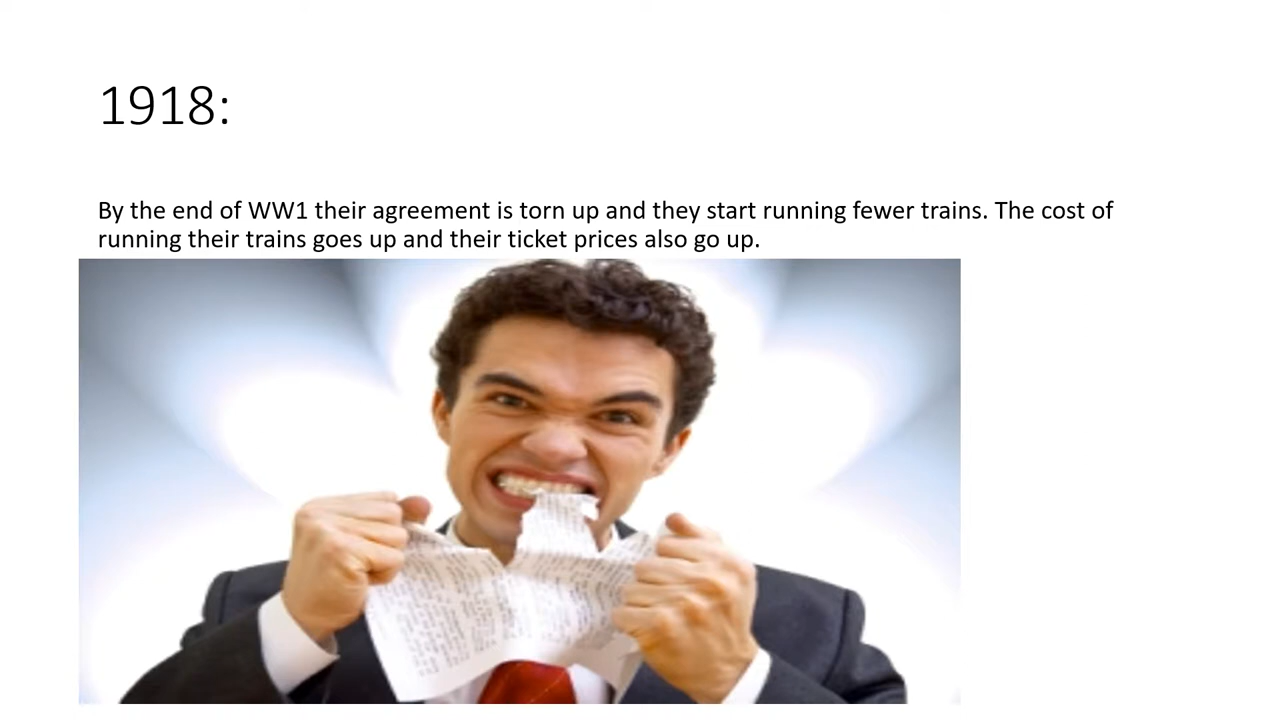 1918:
By the end of WW1 their agreement is torn up and they start running fewer trains. The cost of
running their trains goes up and their ticket prices also go up.